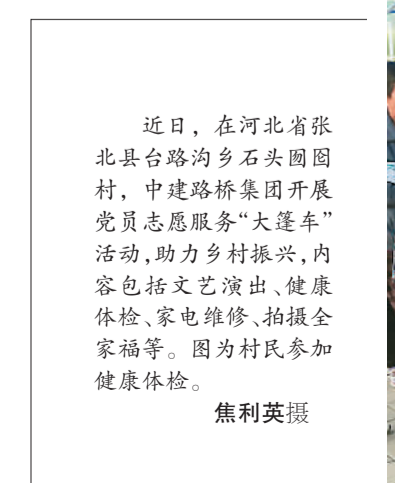 近日，在河北省张
北县台路沟乡石头囫囵
村，中建路桥集团开展
党员志愿服务“大篷车”
活动，助力乡村振兴，内
容包括文艺演出、健康
体检、家电维修、拍摄全
家福等。图为村民参加
健康体检。
焦利英摄